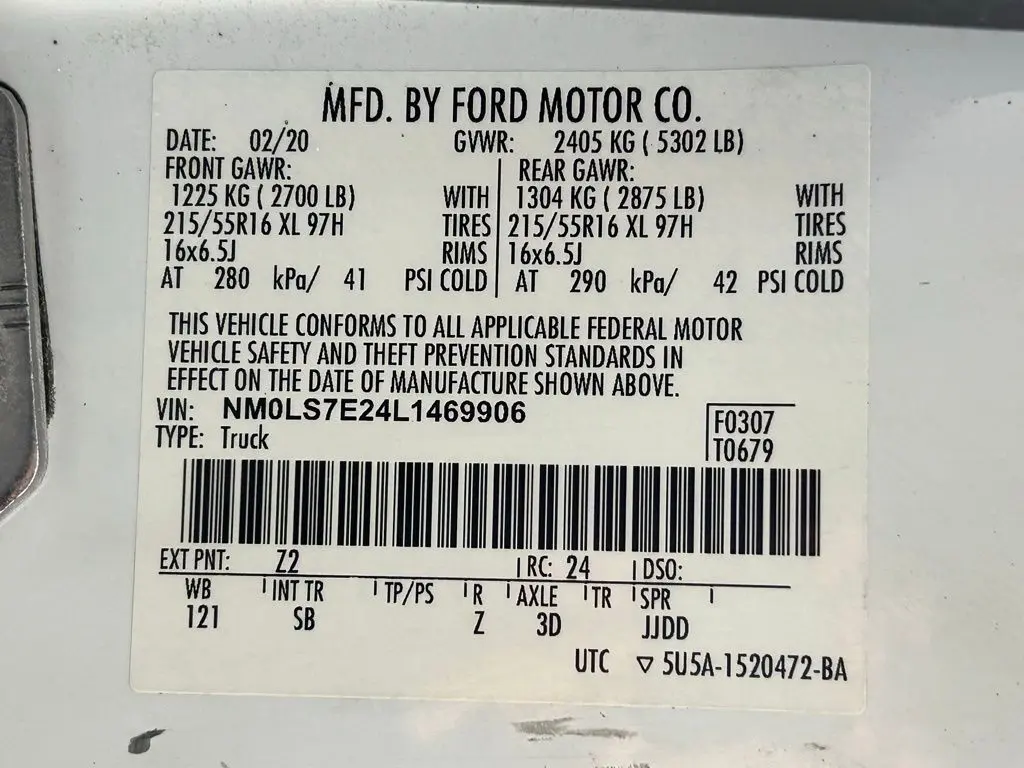 MFD. BY FORD MOTOR CO.
DATE: 02/20 GVWR: 2405 KG ( 5302 LB)
FRONT GAWR: REAR GAWR:
1225 KG ( 2700 LB) WITH 1304 KG ( 2875 LB) WITH
215/55R16 XL 97H TIRES 215/55R16 XL 97H TIRES
16x6.5J RIMS 16x6.5J RIMS
AT 280 kPa/ 41 PSI COLD AT 290 kPa/ 42 PSI COLD
THIS VEHICLE CONFORMS TO ALL APPLICABLE FEDERAL MOTOR
VEHICLE SAFETY AND THEFT PREVENTION STANDARDS IN
EFFECT ON THE DATE OF MANUFACTURE SHOWN ABOVE.
VIN: NM0LS7E24L1469906 F0307
TYPE: Truck T0679
EXT PNT: Z2 RC: 24 DSO:
WB INT TR TP/PS R AXLE TR SPR
121 SB Z 3D JJDD
UTC ▽ 5U5A-1520472-BA